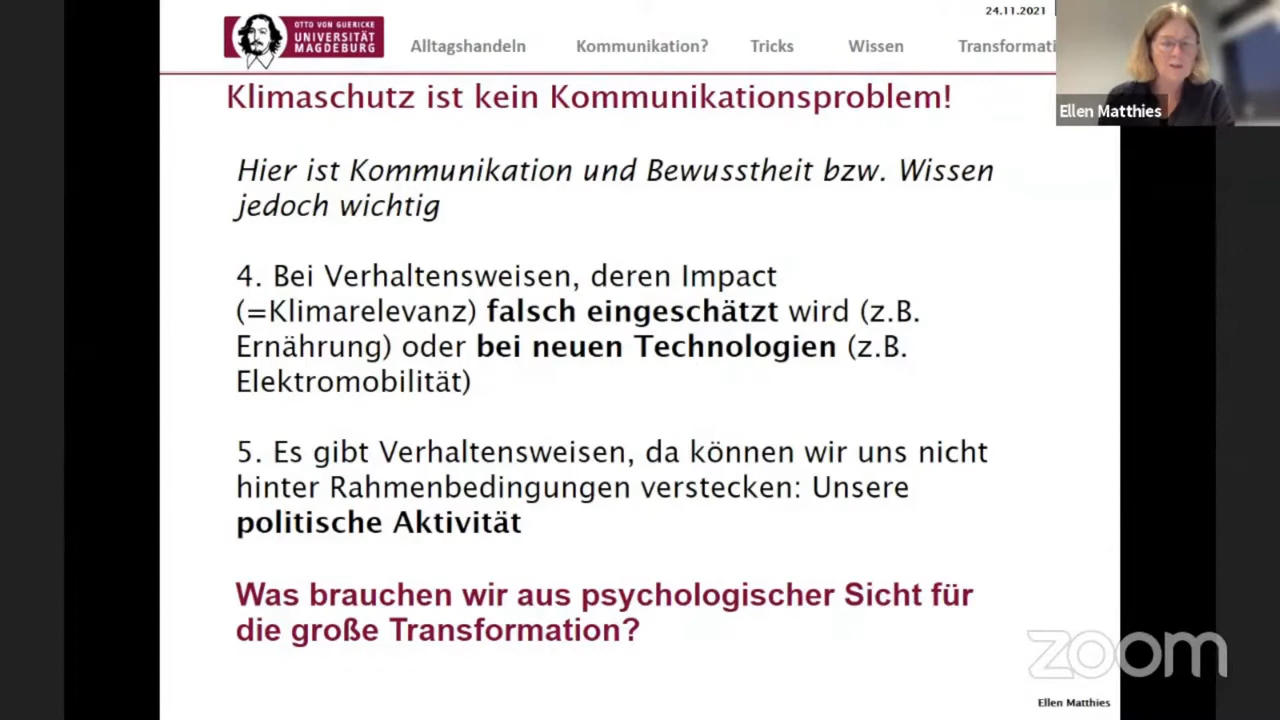 24.11.2021
OTTO VON GUERICKE
UNIVERSITÄT
MAGDEBURG
Alltagshandeln Kommunikation? Tricks Wissen Transformati
Ellen Matthies
Klimaschutz ist kein Kommunikationsproblem!
Hier ist Kommunikation und Bewusstheit bzw. Wissen
jedoch wichtig
4. Bei Verhaltensweisen, deren Impact
(=Klimarelevanz) falsch eingeschätzt wird (z.B.
Ernährung) oder bei neuen Technologien (z.B.
Elektromobilität)
5. Es gibt Verhaltensweisen, da können wir uns nicht
hinter Rahmenbedingungen verstecken: Unsere
politische Aktivität
Was brauchen wir aus psychologischer Sicht für
die große Transformation?
zoom
Ellen Matthies